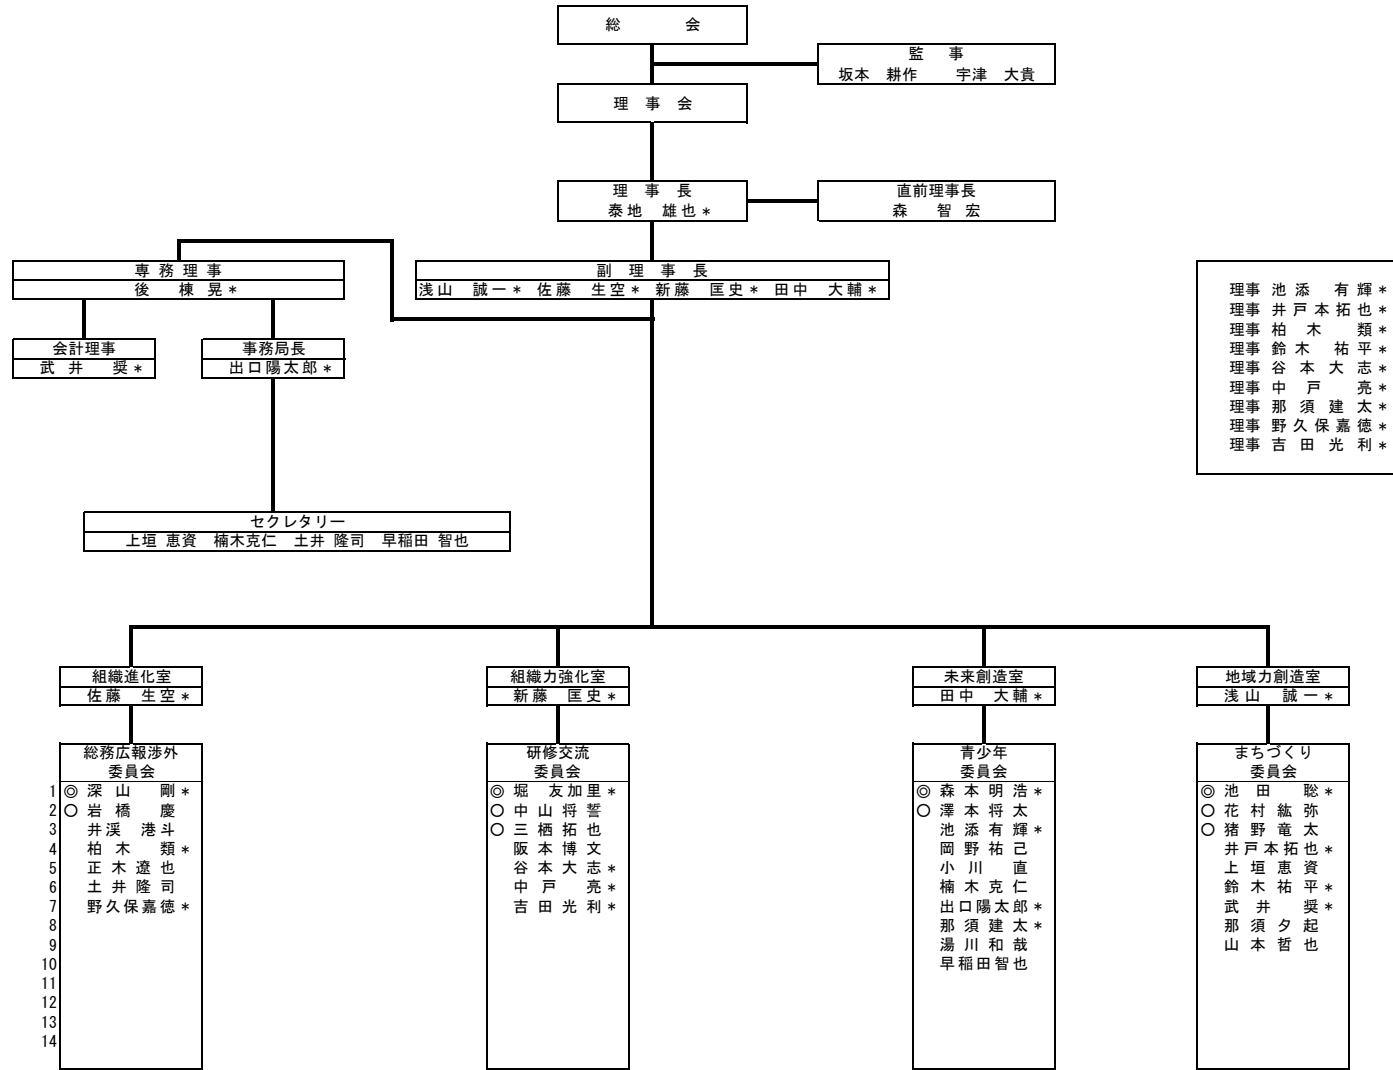 総　会
監　事
坂本　耕作　宇津　大貴
理　事　会
理　事　長
泰地　雄也＊
直前理事長
森　智宏
専務理事
後　棟晃＊
副　理　事　長
浅山　誠一＊ 佐藤　生空＊ 新藤　匡史＊ 田中　大輔＊
会計理事
武井　奨＊
事務局長
出口陽太郎＊
理事 池添有輝＊
理事 井戸本拓也＊
理事 柏木　類＊
理事 鈴木　祐平＊
理事 谷本大志＊
理事 中戸　亮＊
理事 那須建太＊
理事 野久保嘉徳＊
理事 吉田光利＊
セクレタリー
上垣 恵資　楠木克仁　土井 隆司　早稲田 智也
組織進化室
佐藤　生空＊
総務広報渉外
委員会
1 ◎ 深山　剛＊
2 ○ 岩橋　慶
3 井渓　港斗
4 柏木　類＊
5 正木遼也
6 土井隆司
7 野久保嘉徳＊
8
9
10
11
12
13
14
組織力強化室
新藤　匡史＊
研修交流
委員会
◎ 堀　友加里＊
○ 中山将誓
○ 三栖拓也
阪本博文
谷本大志＊
中戸　亮＊
吉田光利＊
未来創造室
田中　大輔＊
青少年
委員会
◎ 森本明浩＊
○ 澤本将太
池添有輝＊
岡野祐己
小川　直
楠木克仁
出口陽太郎＊
那須建太＊
湯川和哉
早稲田智也
地域力創造室
浅山　誠一＊
まちづくり
委員会
◎ 池田　聡＊
○ 花村紘弥
○ 猪野竜太
井戸本拓也＊
上垣恵資
鈴木祐平＊
武井　奨＊
那須夕起
山本哲也